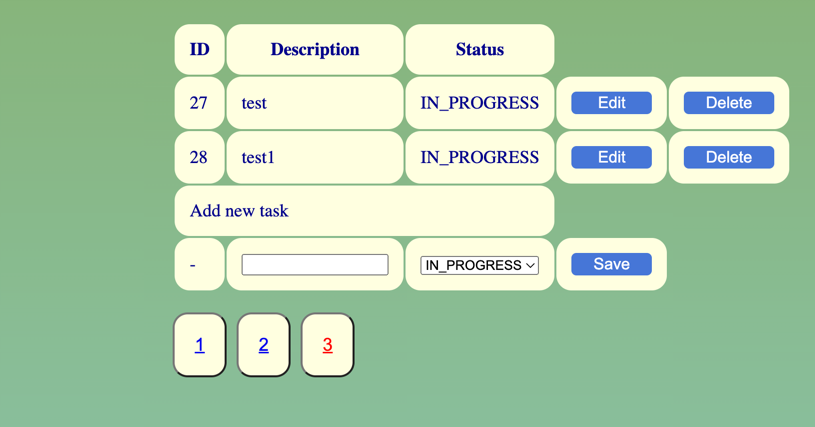 ID Description Status
27 test IN_PROGRESS Edit Delete
28 test1 IN_PROGRESS Edit Delete
Add new task
- IN_PROGRESS Save
1 2 3